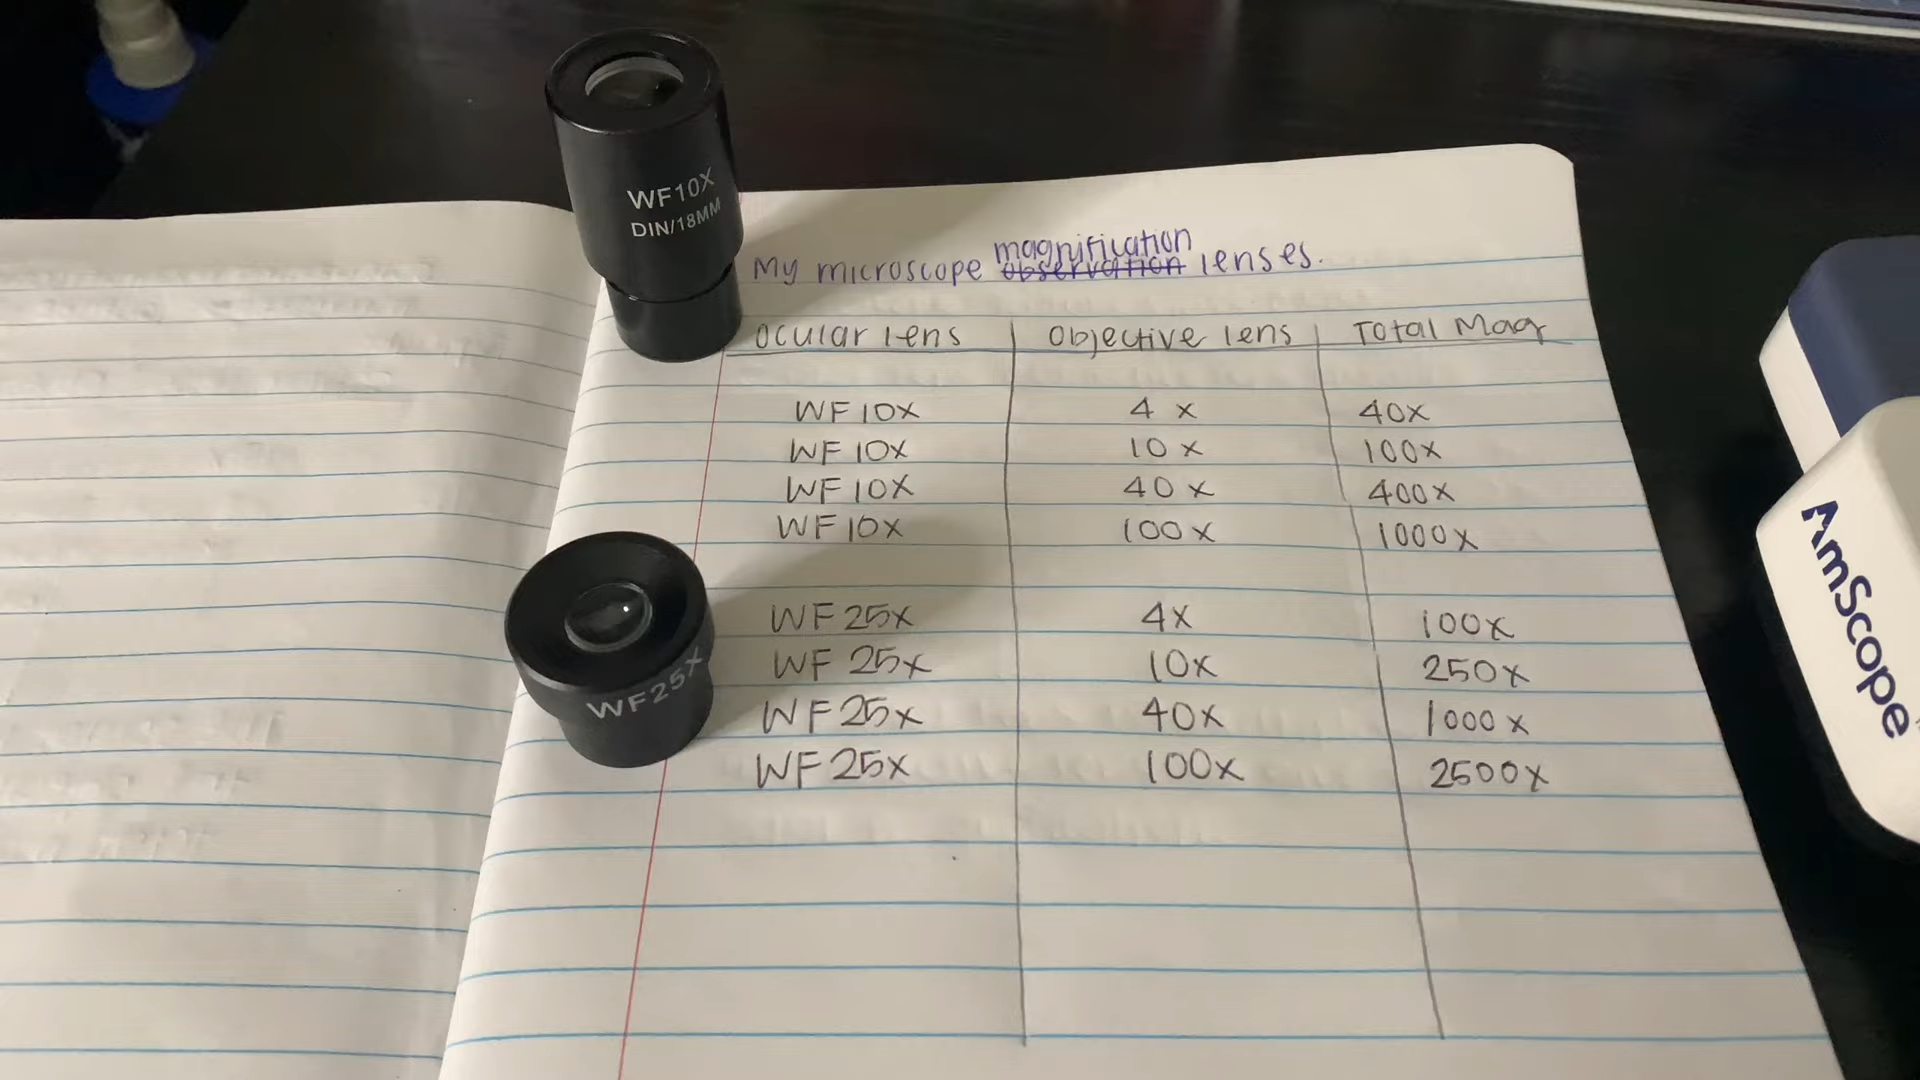 WF10X
DIN/18MM
My microscope magnification observation lenses.
Ocular lens Objective lens Total Mag
WF 10X 4 x 40x
WF 10X 10 x 100x
WF 10X 40 x 400x
WF 10x 100 x 1000x
WF 25x 4x 100x
WF 25x 10x 250x
WF 25x 40x 1000x
WF 25x 100x 2500x
WF25X
AmScope